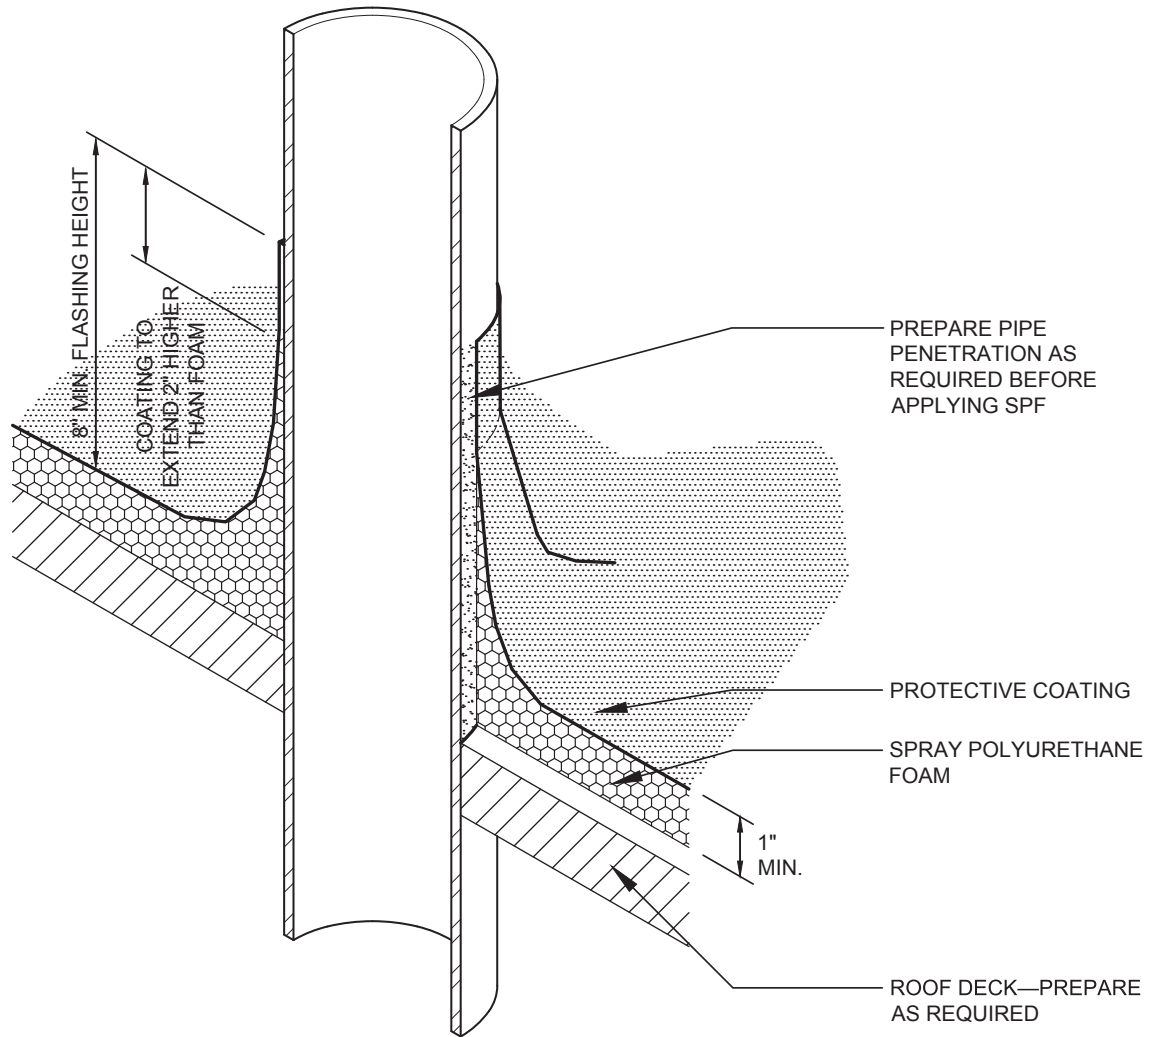 8" MIN. FLASHING HEIGHT
COATING TO
EXTEND 2" HIGHER
THAN FOAM
PREPARE PIPE
PENETRATION AS
REQUIRED BEFORE
APPLYING SPF
PROTECTIVE COATING
SPRAY POLYURETHANE
FOAM
1"
MIN.
ROOF DECK—PREPARE
AS REQUIRED